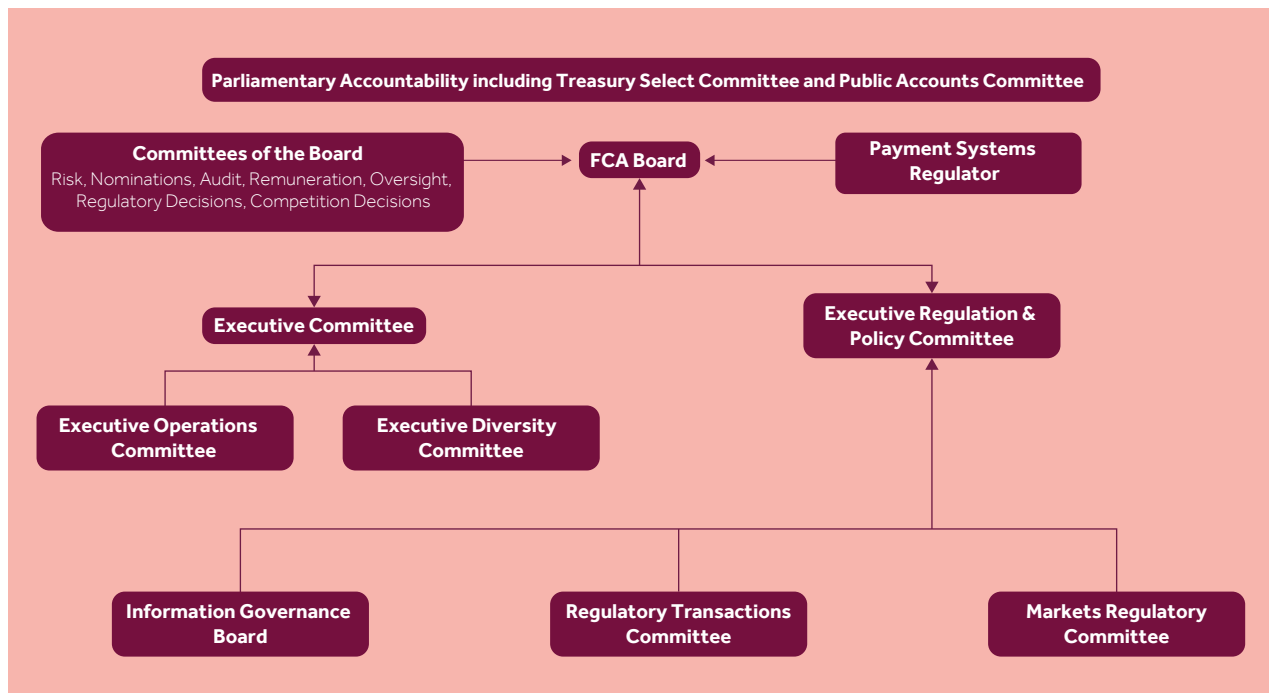 Parliamentary Accountability including Treasury Select Committee and Public Accounts Committee
Committees of the Board
Risk, Nominations, Audit, Remuneration, Oversight,
Regulatory Decisions, Competition Decisions
FCA Board
Payment Systems
Regulator
Executive Committee
Executive Regulation &
Policy Committee
Executive Operations
Committee
Executive Diversity
Committee
Information Governance
Board
Regulatory Transactions
Committee
Markets Regulatory
Committee